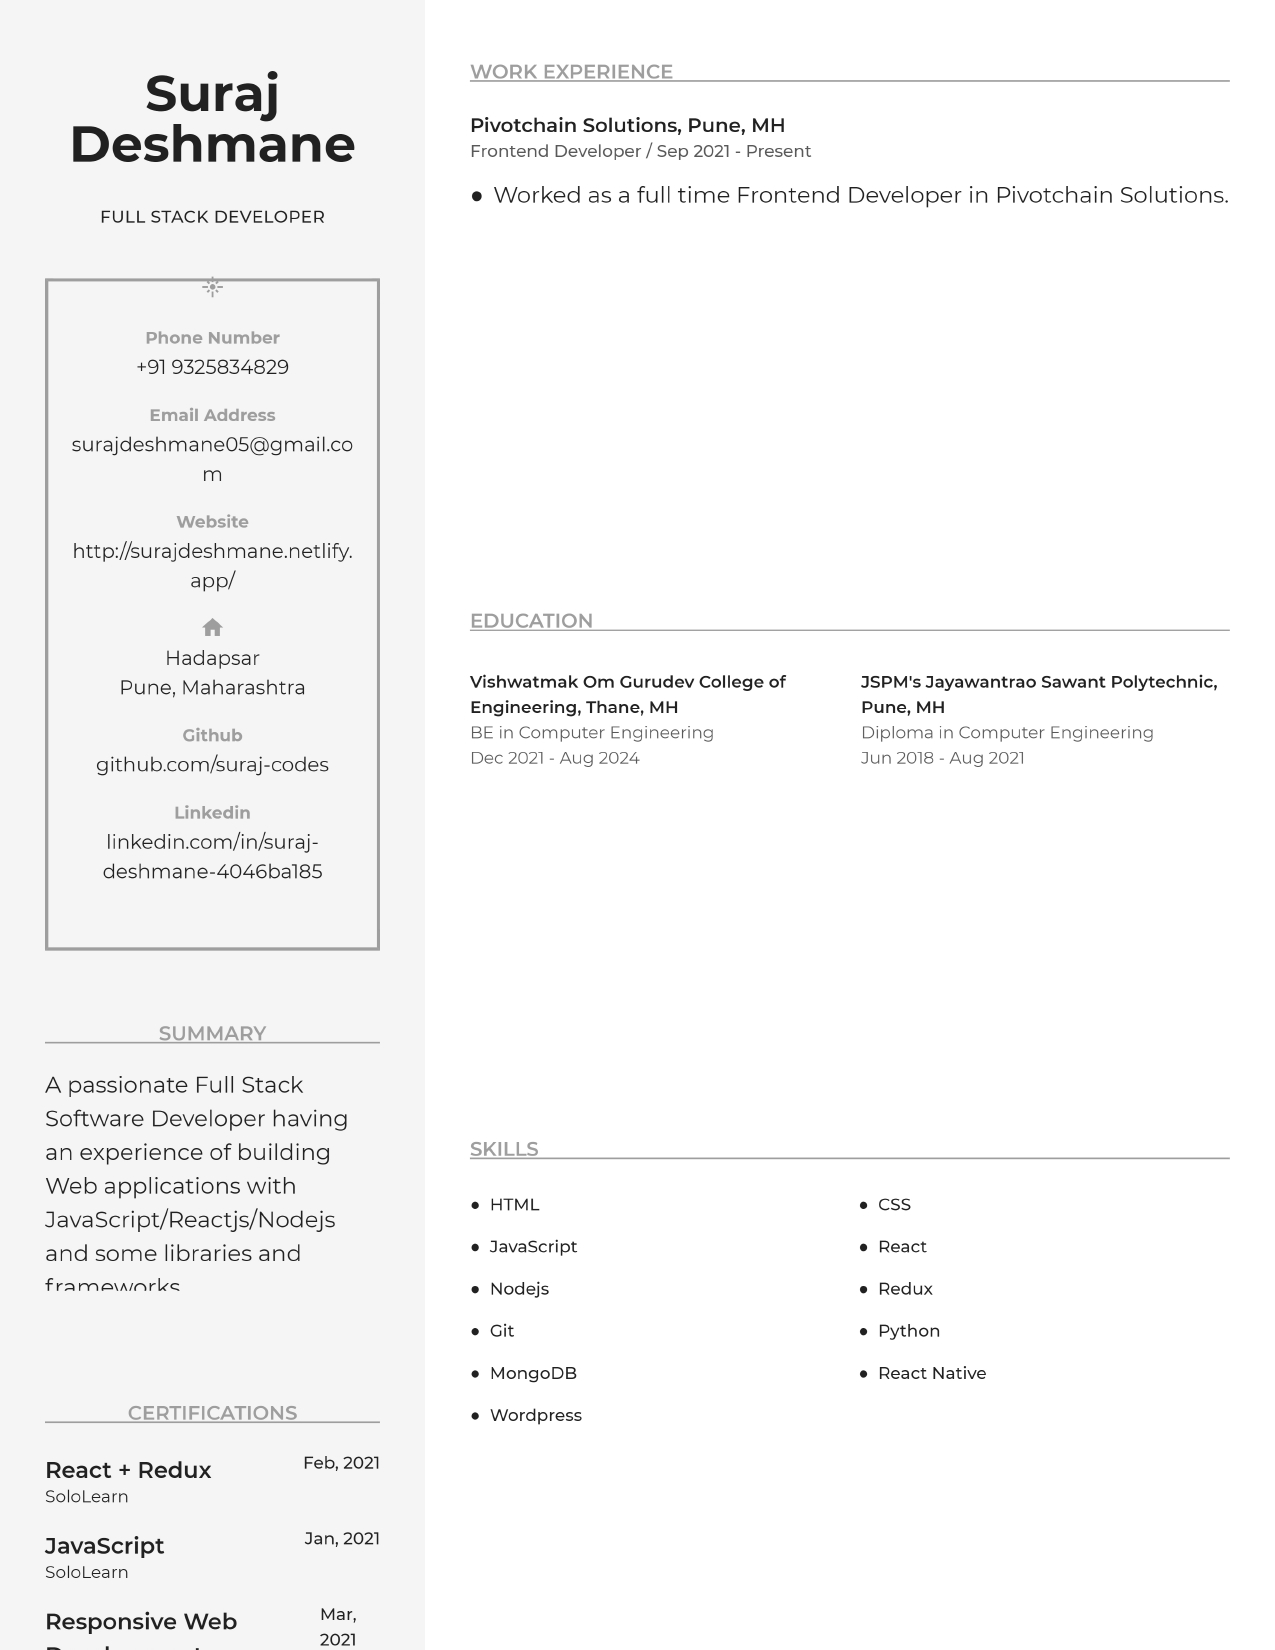 Suraj
Deshmane
FULL STACK DEVELOPER
Phone Number
+91 9325834829
Email Address
surajdeshmane05@gmail.co
m
Website
http://surajdeshmane.netlify.
app/
Hadapsar
Pune, Maharashtra
Github
github.com/suraj-codes
Linkedin
linkedin.com/in/suraj-
deshmane-4046ba185
SUMMARY
A passionate Full Stack
Software Developer having
an experience of building
Web applications with
JavaScript/Reactjs/Nodejs
and some libraries and
frameworks
CERTIFICATIONS
React + Redux Feb, 2021
SoloLearn
JavaScript Jan, 2021
SoloLearn
Responsive Web Mar,
2021
WORK EXPERIENCE
Pivotchain Solutions, Pune, MH
Frontend Developer / Sep 2021 - Present
● Worked as a full time Frontend Developer in Pivotchain Solutions.
EDUCATION
Vishwatmak Om Gurudev College of
Engineering, Thane, MH
BE in Computer Engineering
Dec 2021 - Aug 2024
JSPM's Jayawantrao Sawant Polytechnic,
Pune, MH
Diploma in Computer Engineering
Jun 2018 - Aug 2021
SKILLS
● HTML
● CSS
● JavaScript
● React
● Nodejs
● Redux
● Git
● Python
● MongoDB
● React Native
● Wordpress